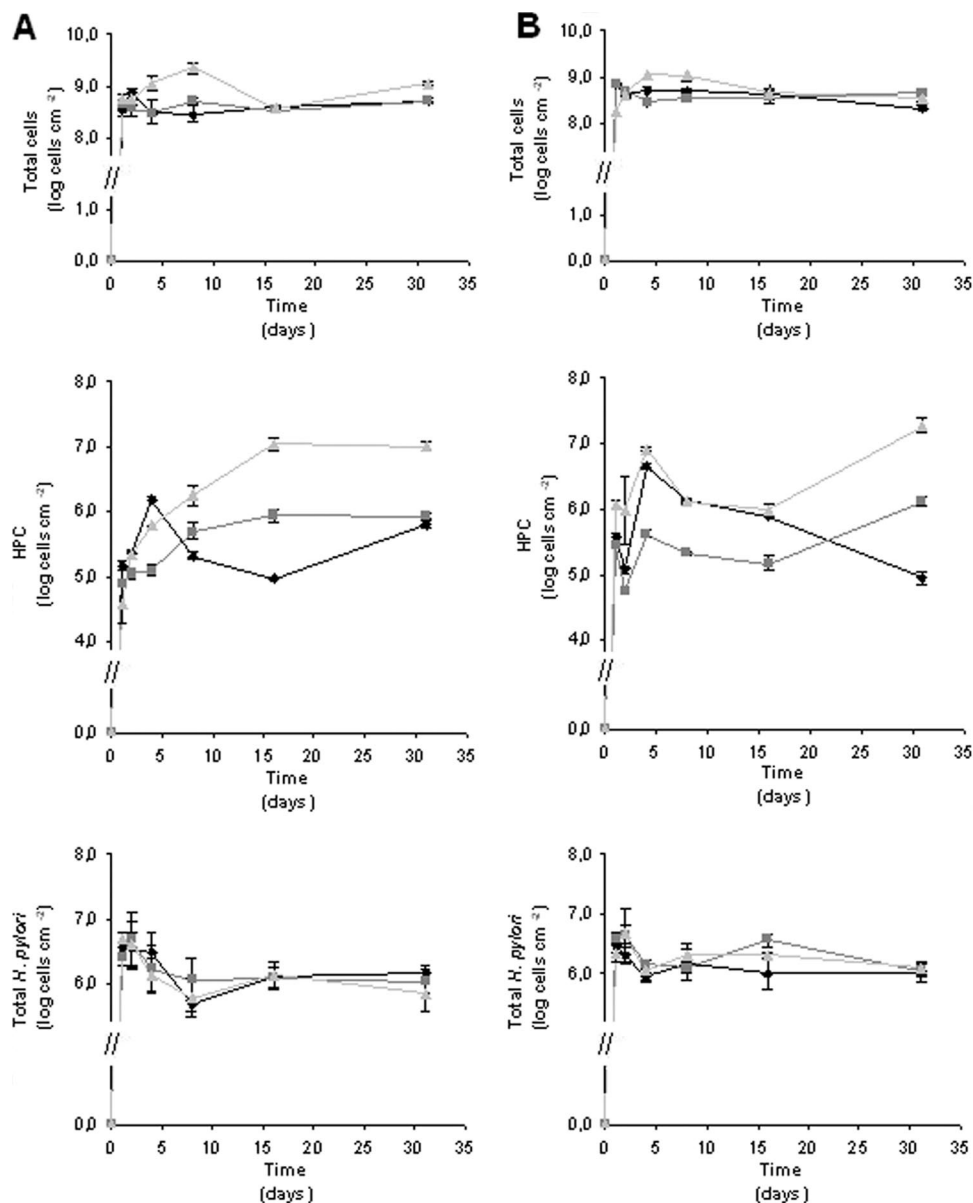 A
Total cells
(log cells cm -2)
10,0
9,0
8,0
//
1,0
0,0
0 5 10 15 20 25 30 35
Time
(days )
B
Total cells
(log cells cm -2)
10,0
9,0
8,0
//
1,0
0,0
0 5 10 15 20 25 30 35
Time
(days )
HPC
(log cells cm -2)
8,0
7,0
6,0
5,0
4,0
//
0,0
0 5 10 15 20 25 30 35
Time
(days )
HPC
(log cells cm -2)
8,0
7,0
6,0
5,0
4,0
//
0,0
0 5 10 15 20 25 30 35
Time
(days )
Total H. pylori
(log cells cm -2)
8,0
7,0
6,0
//
0,0
0 5 10 15 20 25 30 35
Time
(days )
Total H. pylori
(log cells cm -2)
8,0
7,0
6,0
//
0,0
0 5 10 15 20 25 30 35
Time
(days )